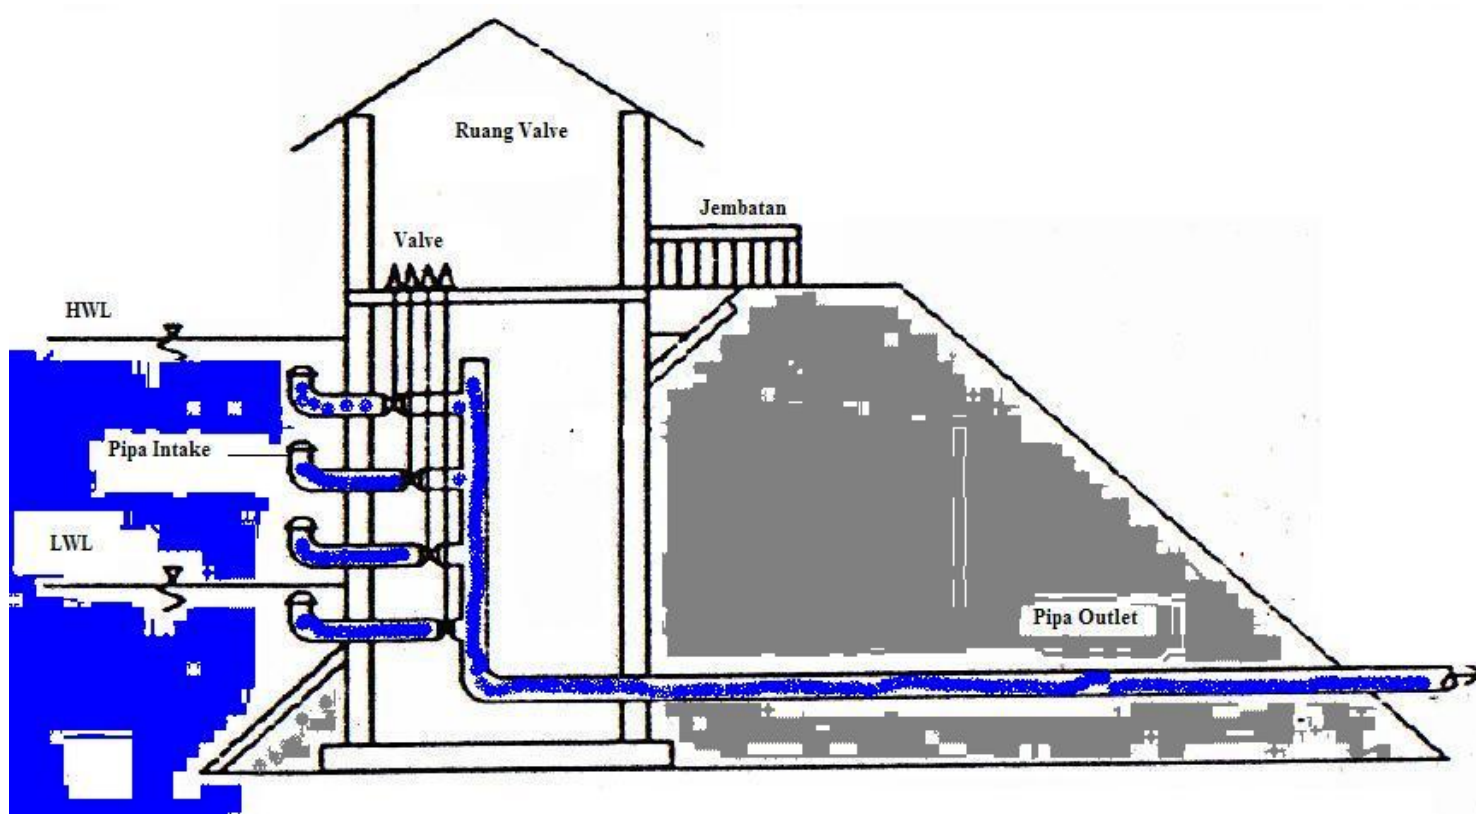 Ruang Valve
Jembatan
Valve
HWL
Pipa Intake
LWL
Pipa Outlet